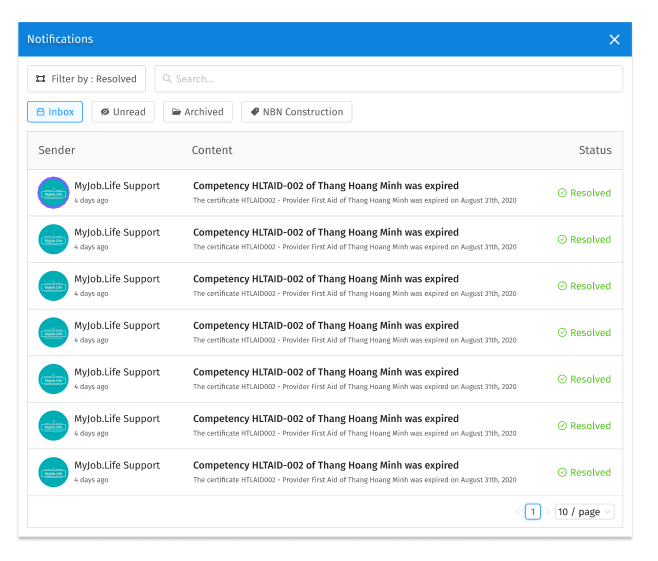 Notifications
Filter by : Resolved
Search...
Inbox
Unread
Archived
NBN Construction
Sender Content Status
MyJob.Life Support
4 days ago
Competency HLTAID-002 of Thang Hoang Minh was expired
The certificate HTLAID002 - Provider First Aid of Thang Hoang Minh was expired on August 31th, 2020
Resolved
MyJob.Life Support
4 days ago
Competency HLTAID-002 of Thang Hoang Minh was expired
The certificate HTLAID002 - Provider First Aid of Thang Hoang Minh was expired on August 31th, 2020
Resolved
MyJob.Life Support
4 days ago
Competency HLTAID-002 of Thang Hoang Minh was expired
The certificate HTLAID002 - Provider First Aid of Thang Hoang Minh was expired on August 31th, 2020
Resolved
MyJob.Life Support
4 days ago
Competency HLTAID-002 of Thang Hoang Minh was expired
The certificate HTLAID002 - Provider First Aid of Thang Hoang Minh was expired on August 31th, 2020
Resolved
MyJob.Life Support
4 days ago
Competency HLTAID-002 of Thang Hoang Minh was expired
The certificate HTLAID002 - Provider First Aid of Thang Hoang Minh was expired on August 31th, 2020
Resolved
MyJob.Life Support
4 days ago
Competency HLTAID-002 of Thang Hoang Minh was expired
The certificate HTLAID002 - Provider First Aid of Thang Hoang Minh was expired on August 31th, 2020
Resolved
MyJob.Life Support
4 days ago
Competency HLTAID-002 of Thang Hoang Minh was expired
The certificate HTLAID002 - Provider First Aid of Thang Hoang Minh was expired on August 31th, 2020
Resolved
1
10 / page